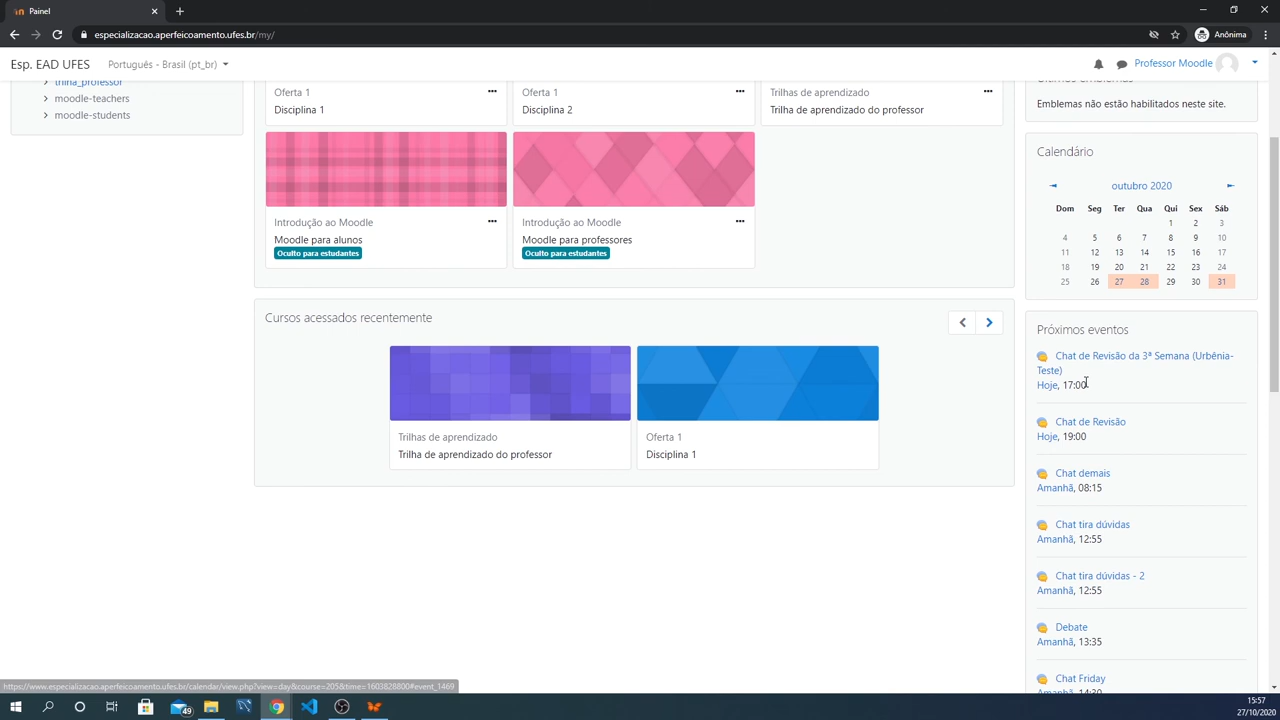 Painel
especializacao.aperfeicoamento.ufes.br/my/
Anônima
Esp. EAD UFES
Português - Brasil (pt_br)
Professor Moodle
trilha_professor
moodle-teachers
moodle-students
Oferta 1
Disciplina 1
Oferta 1
Disciplina 2
Trilhas de aprendizado
Trilha de aprendizado do professor
Introdução ao Moodle
Moodle para alunos
Oculto para estudantes
Introdução ao Moodle
Moodle para professores
Oculto para estudantes
Cursos acessados recentemente
Trilhas de aprendizado
Trilha de aprendizado do professor
Oferta 1
Disciplina 1
Últimos emblemas
Emblemas não estão habilitados neste site.
Calendário
◄ outubro 2020 ►
Dom Seg Ter Qua Qui Sex Sáb
1 2 3
4 5 6 7 8 9 10
11 12 13 14 15 16 17
18 19 20 21 22 23 24
25 26 27 28 29 30 31
Próximos eventos
Chat de Revisão da 3ª Semana (Urbênia-
Teste)
Hoje, 17:00
Chat de Revisão
Hoje, 19:00
Chat demais
Amanhã, 08:15
Chat tira dúvidas
Amanhã, 12:55
Chat tira dúvidas - 2
Amanhã, 12:55
Debate
Amanhã, 13:35
Chat Friday
Amanhã, 14:30
https://www.especializacao.aperfeicoamento.ufes.br/calendar/view.php?view=day&course=205&time=1603828800#event_1469
49
15:57
27/10/2020